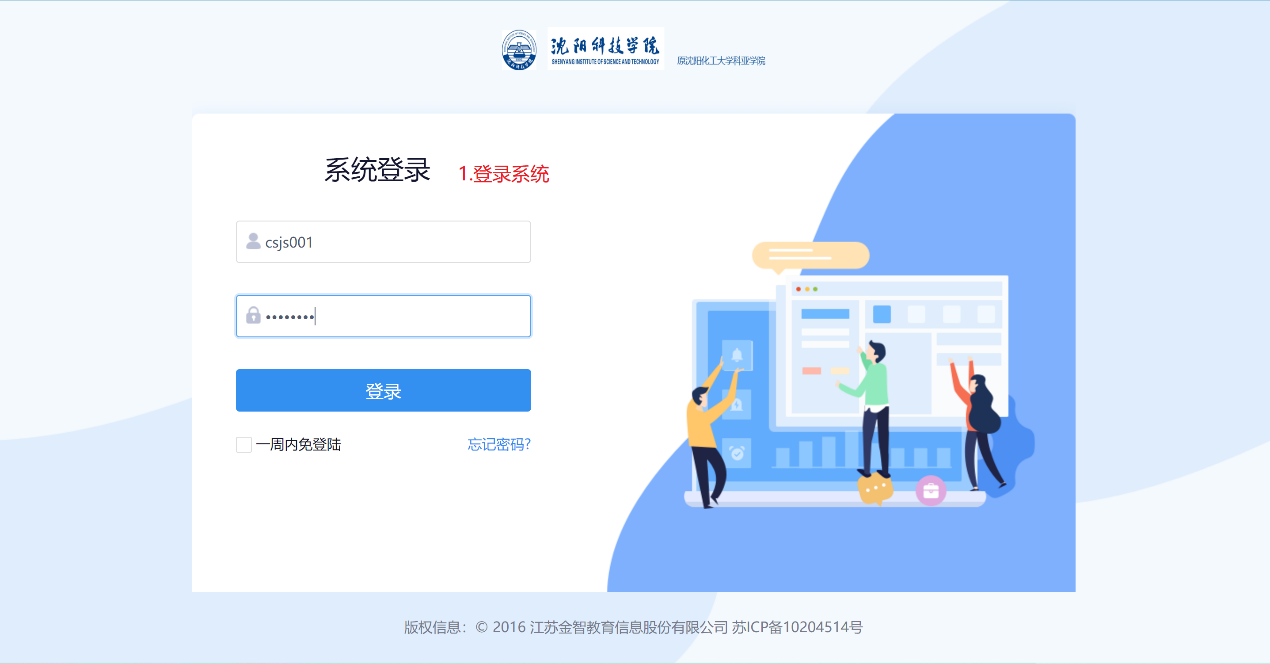 沈阳科技学院
SHENYANG INSTITUTE OF SCIENCE AND TECHNOLOGY
原沈阳化工大学科亚学院
系统登录 1.登录系统
csjs001
••••••••
登录
一周内免登陆 忘记密码?
版权信息：© 2016 江苏金智教育信息股份有限公司 苏ICP备10204514号